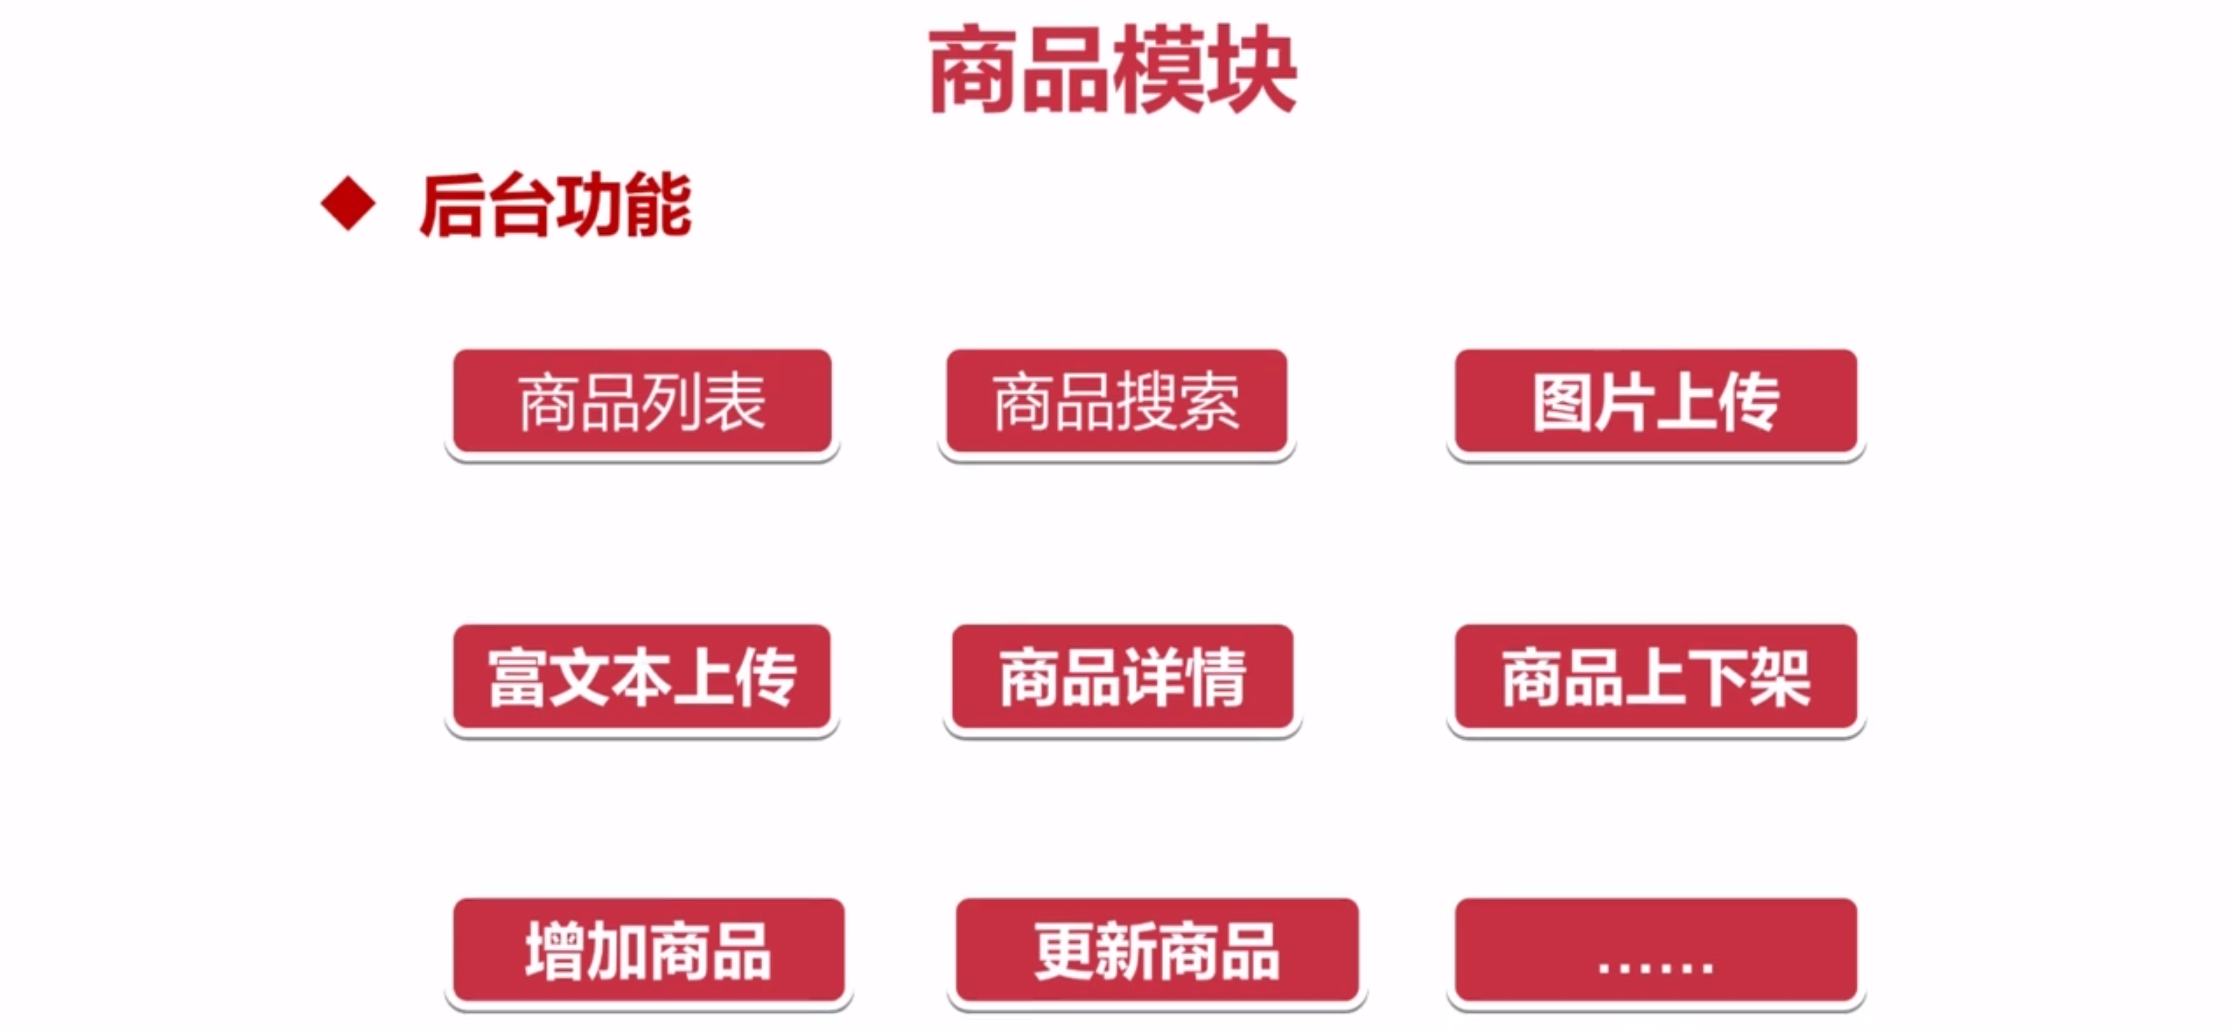 商品模块
后台功能
商品列表
商品搜索
图片上传
富文本上传
商品详情
商品上下架
增加商品
更新商品
......